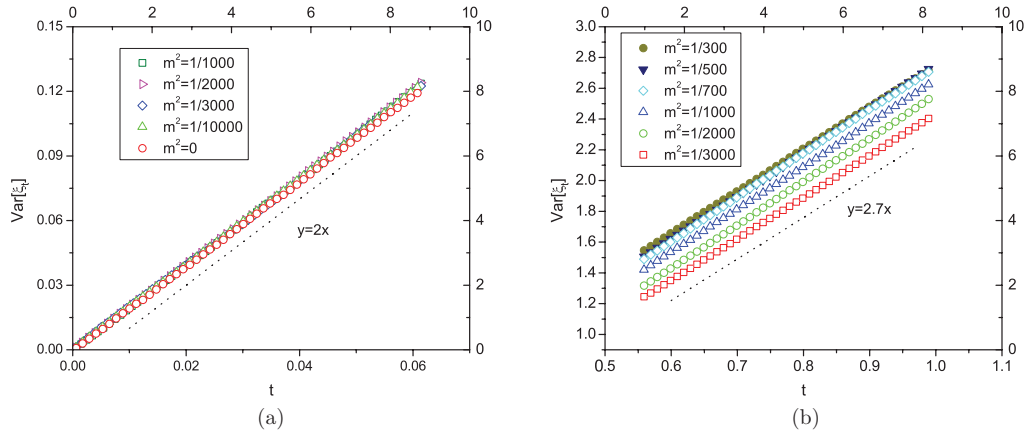 0 2 4 6 8 10
0.15
0.12
0.09
0.06
0.03
0.00
Var[ξt]
m²=1/1000
m²=1/2000
m²=1/3000
m²=1/10000
m²=0
y=2x
10
8
6
4
2
0
0.00 0.02 0.04 0.06
t
(a)
0 2 4 6 8 10
3.0
2.8
2.6
2.4
2.2
2.0
1.8
1.6
1.4
1.2
1.0
Var[ξt]
m²=1/300
m²=1/500
m²=1/700
m²=1/1000
m²=1/2000
m²=1/3000
y=2.7x
10
8
6
4
2
0
0.5 0.6 0.7 0.8 0.9 1.0 1.1
t
(b)